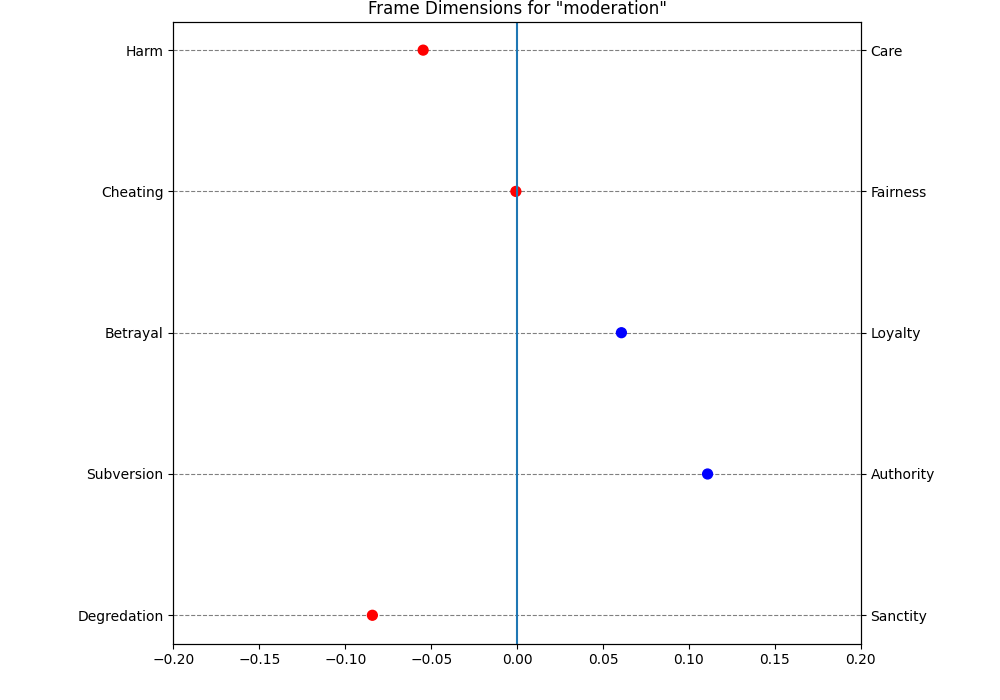 Frame Dimensions for "moderation"
Harm Care
Cheating Fairness
Betrayal Loyalty
Subversion Authority
Degredation Sanctity
−0.20 −0.15 −0.10 −0.05 0.00 0.05 0.10 0.15 0.20